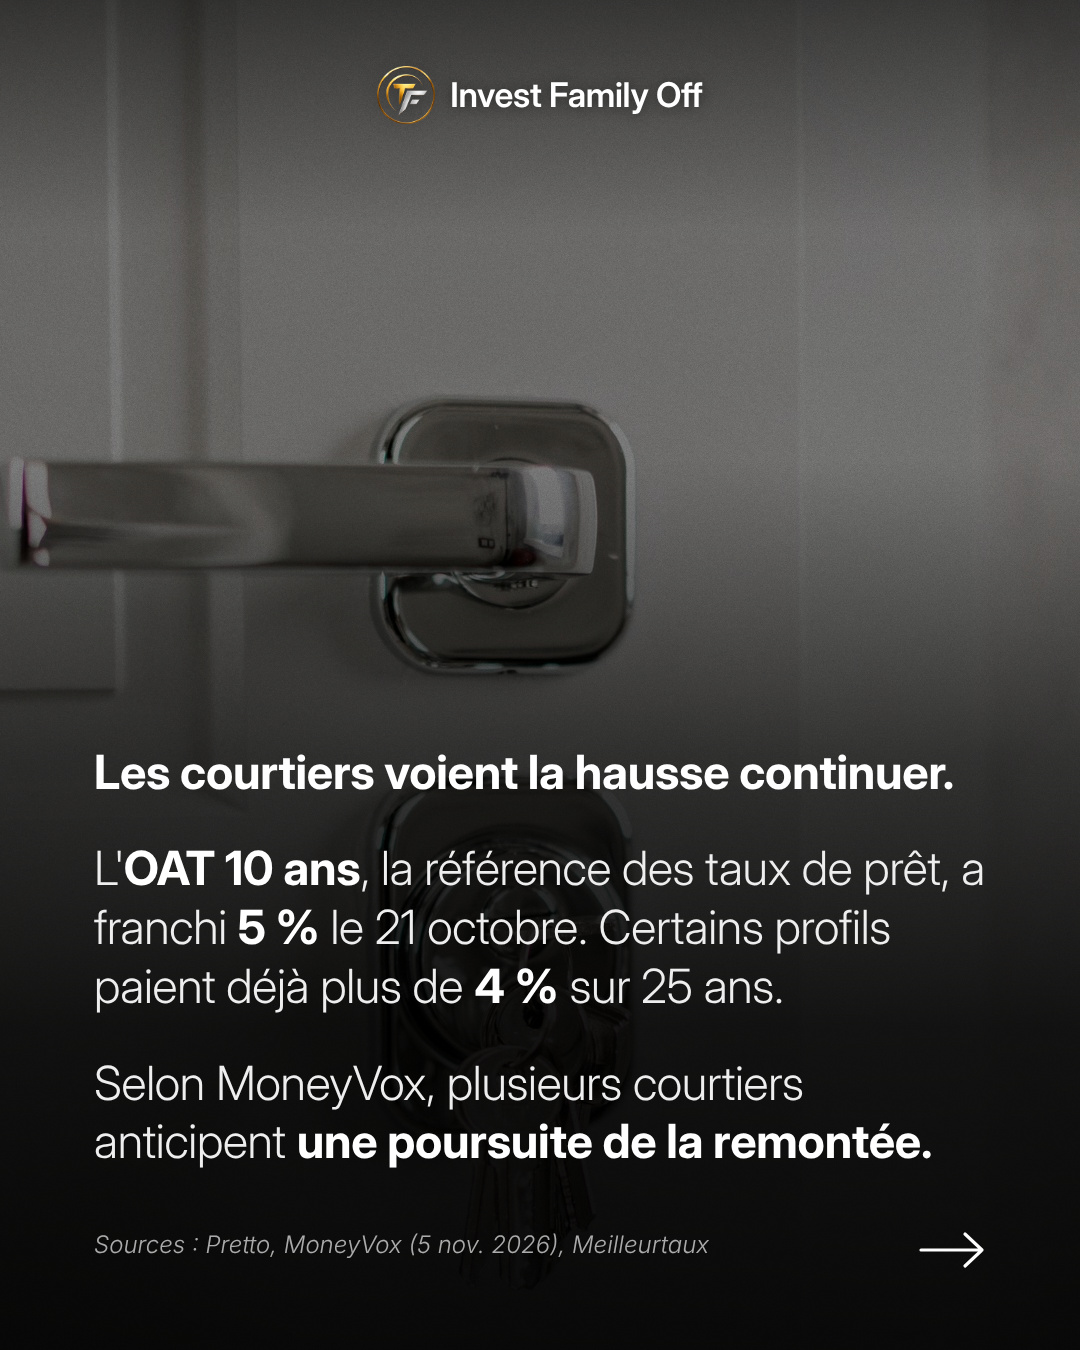 TF Invest Family Off
Les courtiers voient la hausse continuer.
L'OAT 10 ans, la référence des taux de prêt, a
franchi 5 % le 21 octobre. Certains profils
paient déjà plus de 4 % sur 25 ans.
Selon MoneyVox, plusieurs courtiers
anticipent une poursuite de la remontée.
Sources : Pretto, MoneyVox (5 nov. 2026), Meilleurtaux